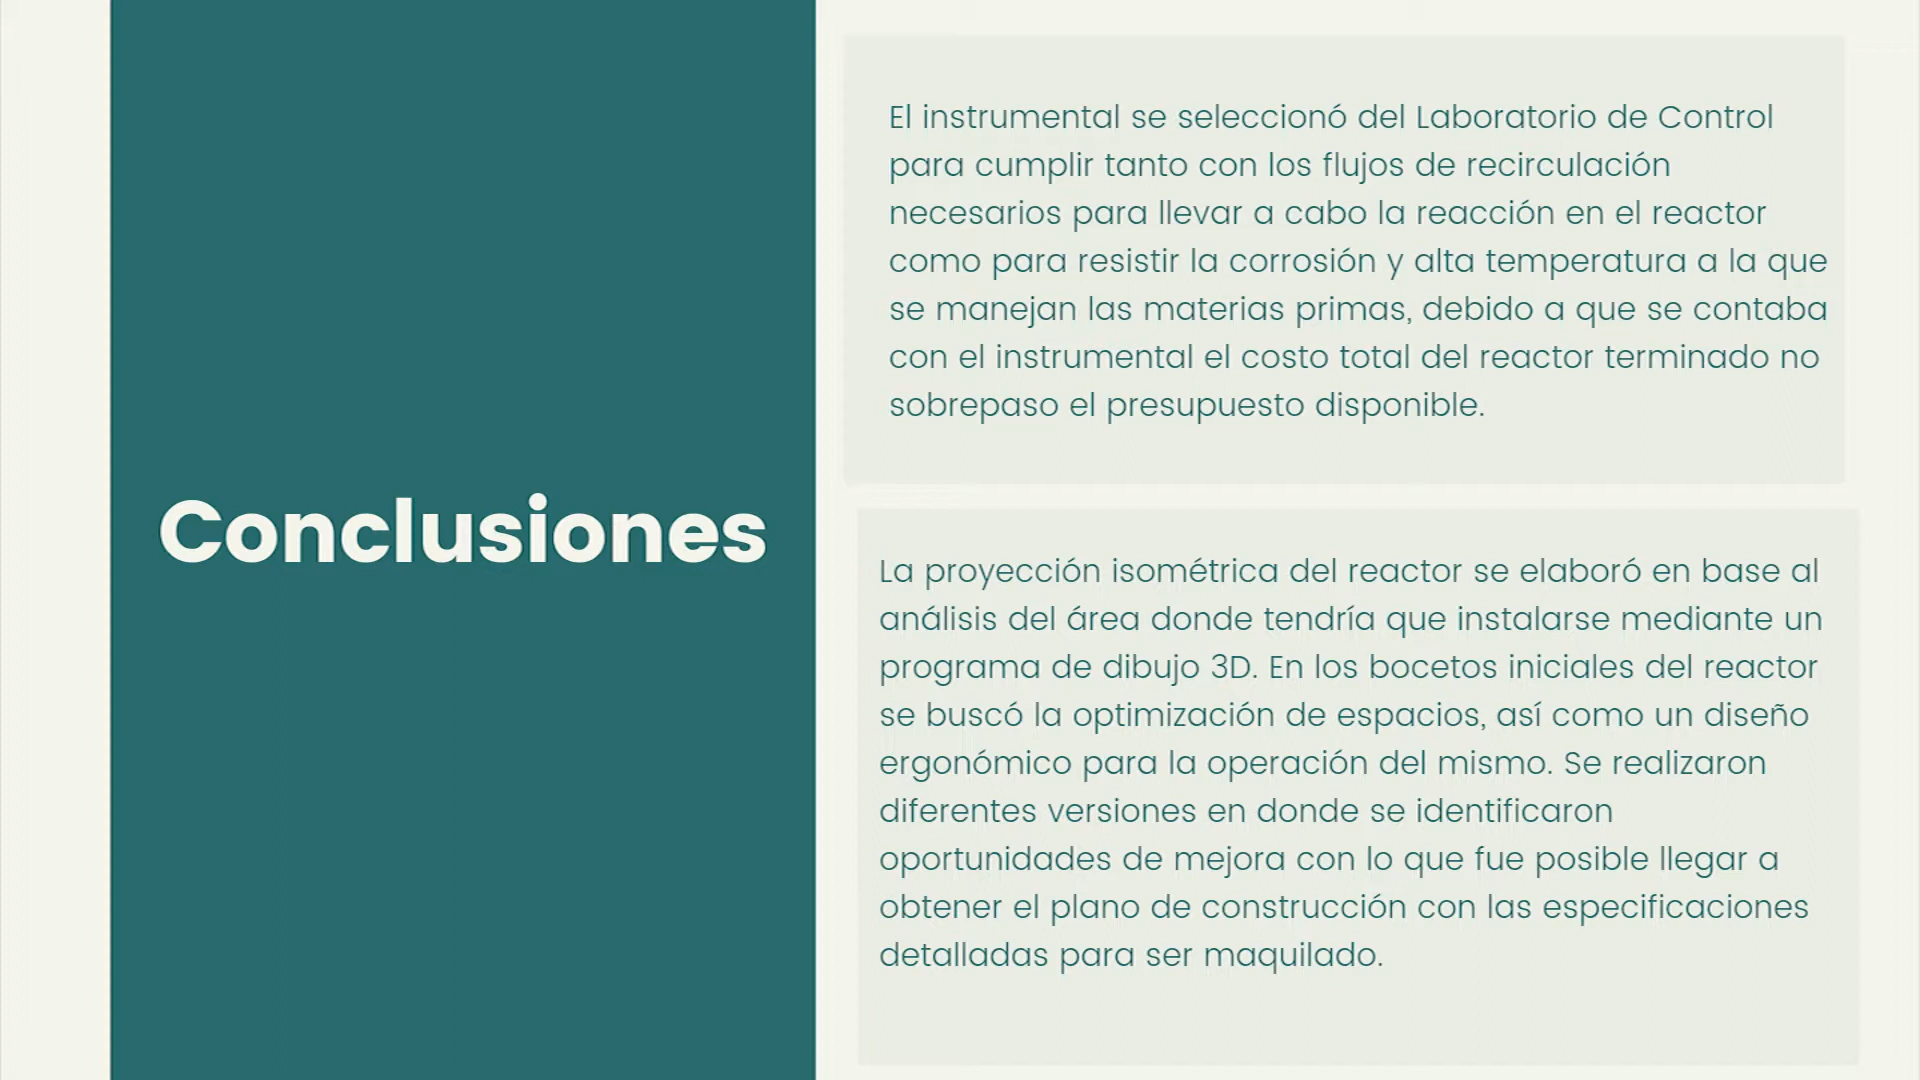 Conclusiones
El instrumental se seleccionó del Laboratorio de Control
para cumplir tanto con los flujos de recirculación
necesarios para llevar a cabo la reacción en el reactor
como para resistir la corrosión y alta temperatura a la que
se manejan las materias primas, debido a que se contaba
con el instrumental el costo total del reactor terminado no
sobrepaso el presupuesto disponible.
La proyección isométrica del reactor se elaboró en base al
análisis del área donde tendría que instalarse mediante un
programa de dibujo 3D. En los bocetos iniciales del reactor
se buscó la optimización de espacios, así como un diseño
ergonómico para la operación del mismo. Se realizaron
diferentes versiones en donde se identificaron
oportunidades de mejora con lo que fue posible llegar a
obtener el plano de construcción con las especificaciones
detalladas para ser maquilado.